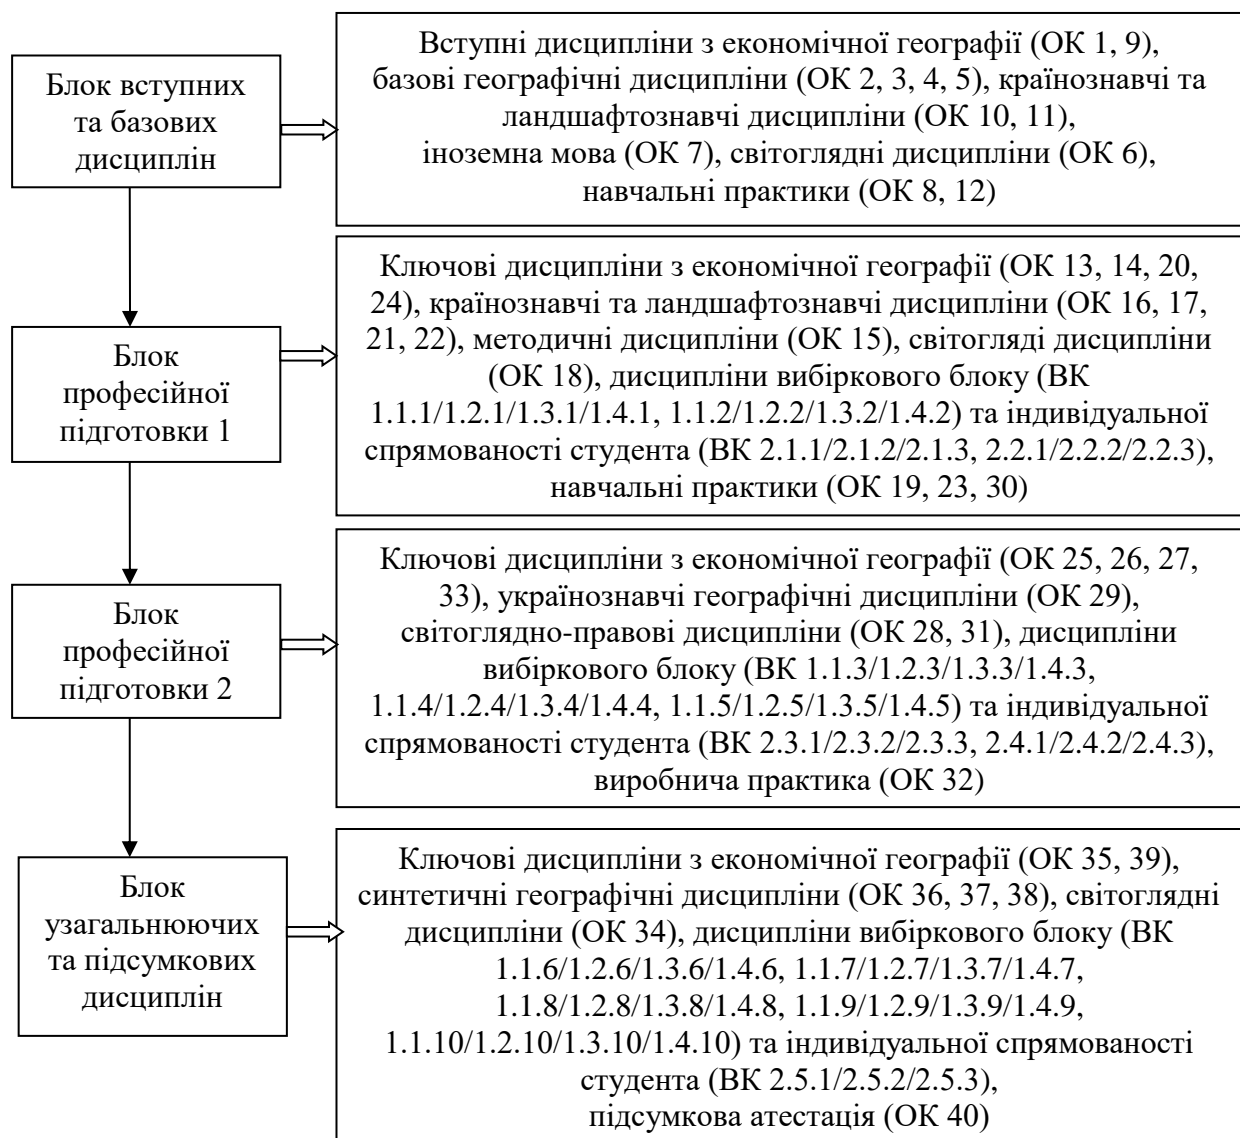 Блок вступних
та базових
дисциплін
Вступні дисципліни з економічної географії (ОК 1, 9),
базові географічні дисципліни (ОК 2, 3, 4, 5), країнознавчі та
ландшафтознавчі дисципліни (ОК 10, 11),
іноземна мова (ОК 7), світоглядні дисципліни (ОК 6),
навчальні практики (ОК 8, 12)
Блок
професійної
підготовки 1
Ключові дисципліни з економічної географії (ОК 13, 14, 20,
24), країнознавчі та ландшафтознавчі дисципліни (ОК 16, 17,
21, 22), методичні дисципліни (ОК 15), світогляді дисципліни
(ОК 18), дисципліни вибіркового блоку (ВК
1.1.1/1.2.1/1.3.1/1.4.1, 1.1.2/1.2.2/1.3.2/1.4.2) та індивідуальної
спрямованості студента (ВК 2.1.1/2.1.2/2.1.3, 2.2.1/2.2.2/2.2.3),
навчальні практики (ОК 19, 23, 30)
Блок
професійної
підготовки 2
Ключові дисципліни з економічної географії (ОК 25, 26, 27,
33), українознавчі географічні дисципліни (ОК 29),
світоглядно-правові дисципліни (ОК 28, 31), дисципліни
вибіркового блоку (ВК 1.1.3/1.2.3/1.3.3/1.4.3,
1.1.4/1.2.4/1.3.4/1.4.4, 1.1.5/1.2.5/1.3.5/1.4.5) та індивідуальної
спрямованості студента (ВК 2.3.1/2.3.2/2.3.3, 2.4.1/2.4.2/2.4.3),
виробнича практика (ОК 32)
Блок
узагальнюючих
та підсумкових
дисциплін
Ключові дисципліни з економічної географії (ОК 35, 39),
синтетичні географічні дисципліни (ОК 36, 37, 38), світоглядні
дисципліни (ОК 34), дисципліни вибіркового блоку (ВК
1.1.6/1.2.6/1.3.6/1.4.6, 1.1.7/1.2.7/1.3.7/1.4.7,
1.1.8/1.2.8/1.3.8/1.4.8, 1.1.9/1.2.9/1.3.9/1.4.9,
1.1.10/1.2.10/1.3.10/1.4.10) та індивідуальної спрямованості
студента (ВК 2.5.1/2.5.2/2.5.3),
підсумкова атестація (ОК 40)